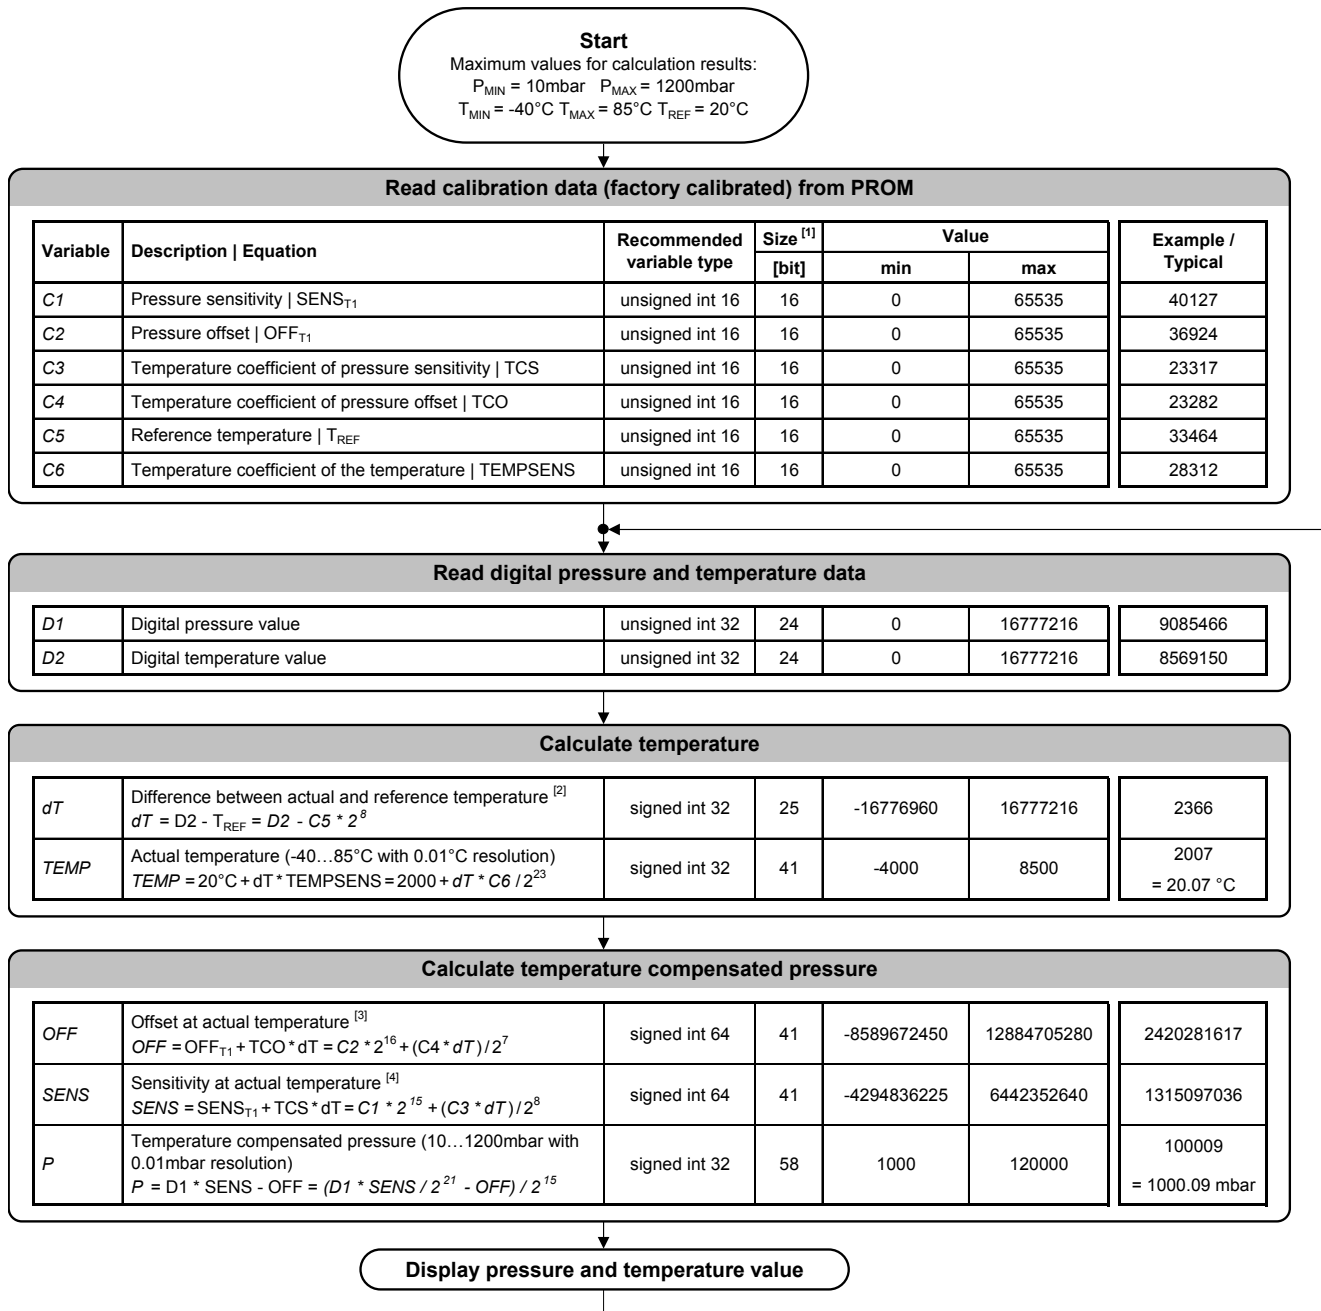 Start
Maximum values for calculation results:
P_MIN = 10mbar P_MAX = 1200mbar
T_MIN = -40°C T_MAX = 85°C T_REF = 20°C
Read calibration data (factory calibrated) from PROM
Variable Description | Equation Recommended variable type Size [1] [bit] Value min max Example / Typical
C1 Pressure sensitivity | SENS_T1 unsigned int 16 16 0 65535 40127
C2 Pressure offset | OFF_T1 unsigned int 16 16 0 65535 36924
C3 Temperature coefficient of pressure sensitivity | TCS unsigned int 16 16 0 65535 23317
C4 Temperature coefficient of pressure offset | TCO unsigned int 16 16 0 65535 23282
C5 Reference temperature | T_REF unsigned int 16 16 0 65535 33464
C6 Temperature coefficient of the temperature | TEMPSENS unsigned int 16 16 0 65535 28312
Read digital pressure and temperature data
D1 Digital pressure value unsigned int 32 24 0 16777216 9085466
D2 Digital temperature value unsigned int 32 24 0 16777216 8569150
Calculate temperature
dT Difference between actual and reference temperature [2]
dT = D2 - T_REF = D2 - C5 * 2^8
signed int 32 25 -16776960 16777216 2366
TEMP Actual temperature (-40…85°C with 0.01°C resolution)
TEMP = 20°C + dT * TEMPSENS = 2000 + dT * C6 / 2^23
signed int 32 41 -4000 8500 2007
= 20.07 °C
Calculate temperature compensated pressure
OFF Offset at actual temperature [3]
OFF = OFF_T1 + TCO * dT = C2 * 2^16 + (C4 * dT) / 2^7
signed int 64 41 -8589672450 12884705280 2420281617
SENS Sensitivity at actual temperature [4]
SENS = SENS_T1 + TCS * dT = C1 * 2^15 + (C3 * dT) / 2^8
signed int 64 41 -4294836225 6442352640 1315097036
P Temperature compensated pressure (10…1200mbar with
0.01mbar resolution)
P = D1 * SENS - OFF = (D1 * SENS / 2^21 - OFF) / 2^15
signed int 32 58 1000 120000 100009
= 1000.09 mbar
Display pressure and temperature value